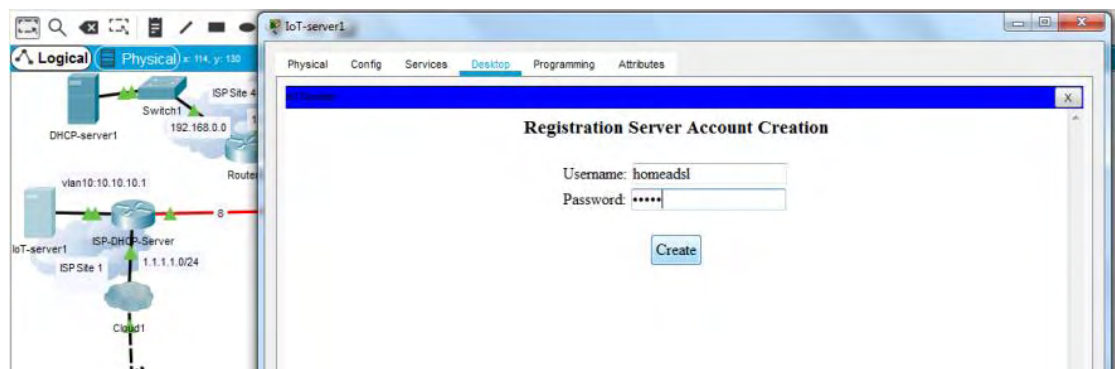 IoT-server1
Logical
Physical x: 114, y: 130
Physical Config Services Desktop Programming Attributes
X
ISP Site 4
Switch1
DHCP-server1
192.168.0.0
Registration Server Account Creation
Username: homeadsl
Password: •••••
Create
vlan10:10.10.10.1
Router
8
IoT-server1
ISP-DHCP-Server
ISP Site 1
1.1.1.0/24
Cloud1